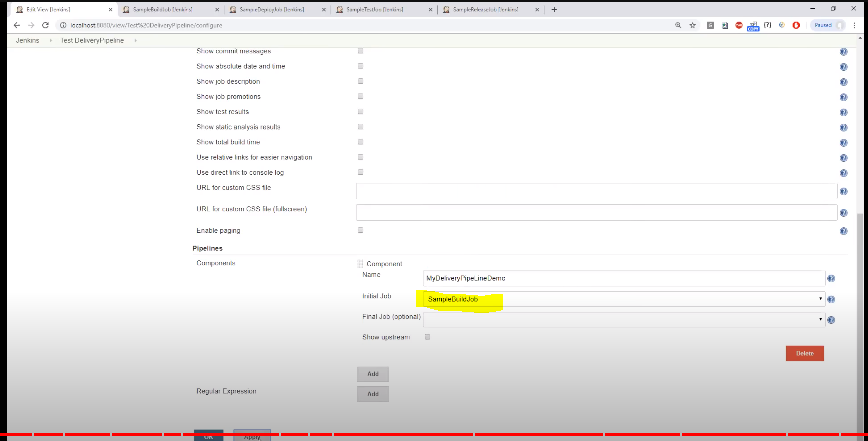 Edit View [Jenkins]
SampleBuildJob [Jenkins]
SampleDeployJob [Jenkins]
SampleTestJob [Jenkins]
SampleReleaseJob [Jenkins]
localhost:8080/view/Test%20DeliveryPipeline/configure
Paused
Jenkins
Test DeliveryPipeline
Show commit messages
Show absolute date and time
Show job description
Show job promotions
Show test results
Show static analysis results
Show total build time
Use relative links for easier navigation
Use direct link to console log
URL for custom CSS file
URL for custom CSS file (fullscreen)
Enable paging
Pipelines
Components
Component
Name
MyDeliveryPipeLineDemo
Initial Job
SampleBuildJob
Final Job (optional)
Show upstream
Delete
Add
Regular Expression
Add
OK
Apply